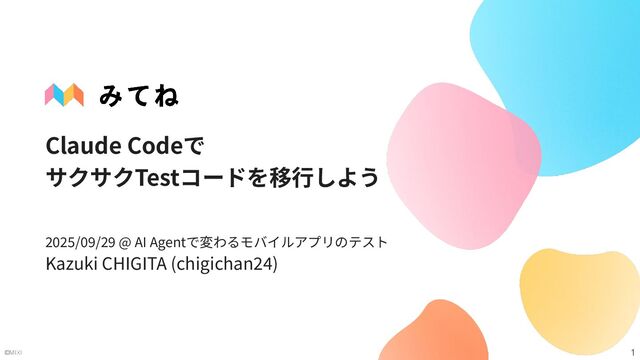 みてね
Claude Codeで
サクサクTestコードを移行しよう
2025/09/29 @ AI Agentで変わるモバイルアプリのテスト
Kazuki CHIGITA (chigichan24)
©MIXI
1